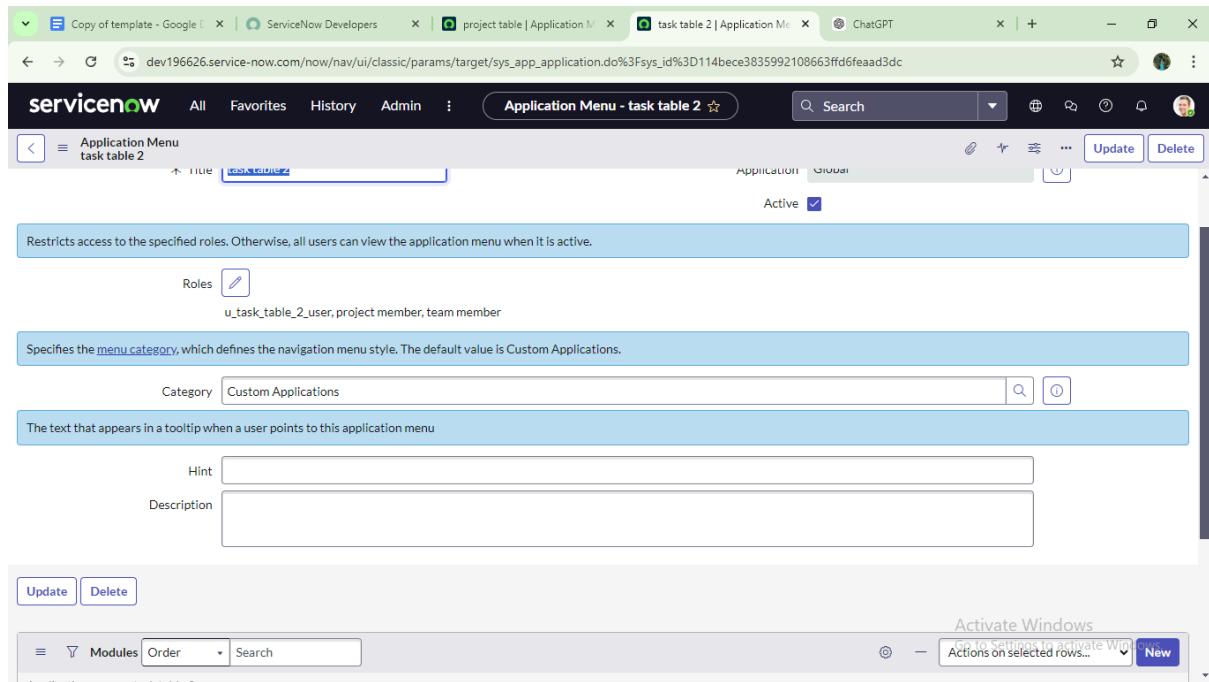 Copy of template - Google D
ServiceNow Developers
project table | Application M
task table 2 | Application Me
ChatGPT
dev196626.service-now.com/now/nav/ui/classic/params/target/sys_app_application.do%3Fsys_id%3D114bece3835992108663ffd6feaad3dc
servicenow All Favorites History Admin Application Menu - task table 2 Search
Application Menu
task table 2
Update Delete
* Title task table 2 Application Global
Active
Restricts access to the specified roles. Otherwise, all users can view the application menu when it is active.
Roles
u_task_table_2_user, project member, team member
Specifies the menu category, which defines the navigation menu style. The default value is Custom Applications.
Category Custom Applications
The text that appears in a tooltip when a user points to this application menu
Hint
Description
Update Delete
Activate Windows
Go to Settings to activate Windows.
Modules Order Search Actions on selected rows... New